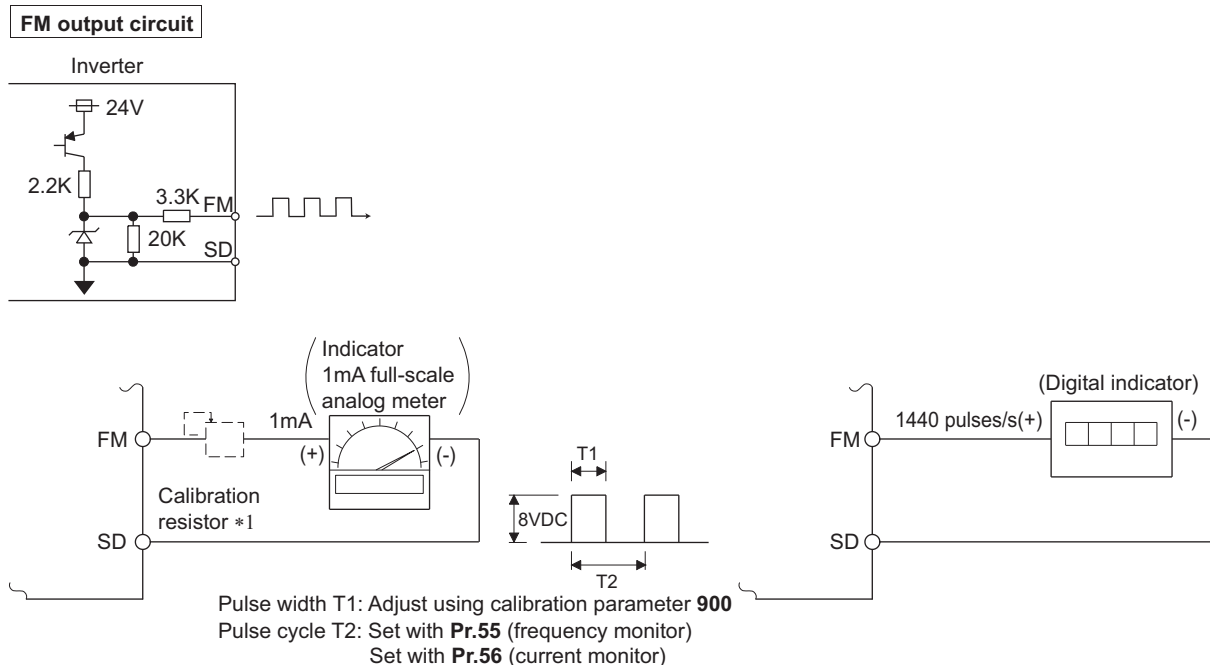 FM output circuit
Inverter
24V
2.2K
3.3K
FM
20K
SD
Indicator
1mA full-scale
analog meter
1mA
FM
(+)
(-)
Calibration
resistor *1
SD
T1
8VDC
T2
(Digital indicator)
1440 pulses/s(+)
(-)
FM
SD
Pulse width T1: Adjust using calibration parameter 900
Pulse cycle T2: Set with Pr.55 (frequency monitor)
Set with Pr.56 (current monitor)